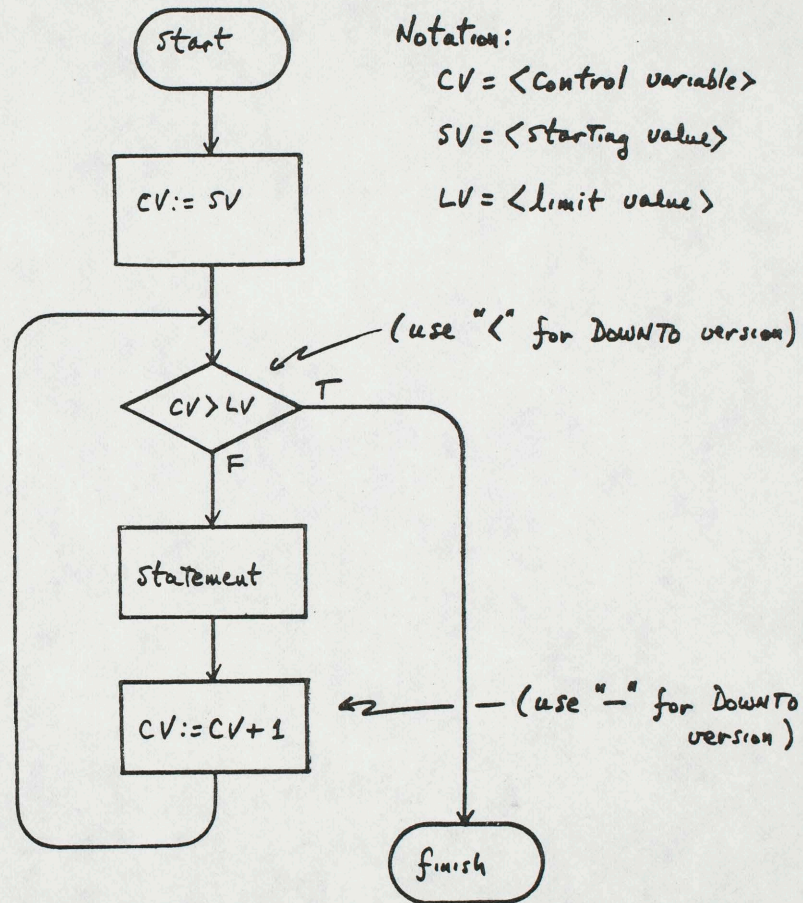 Start
Notation:
CV = <Control variable>
SV = <starting value>
LV = <limit value>
CV := SV
(use "<" for DOWNTO version)
CV > LV
T
F
Statement
CV := CV + 1
(use "-" for DOWNTO
version)
finish